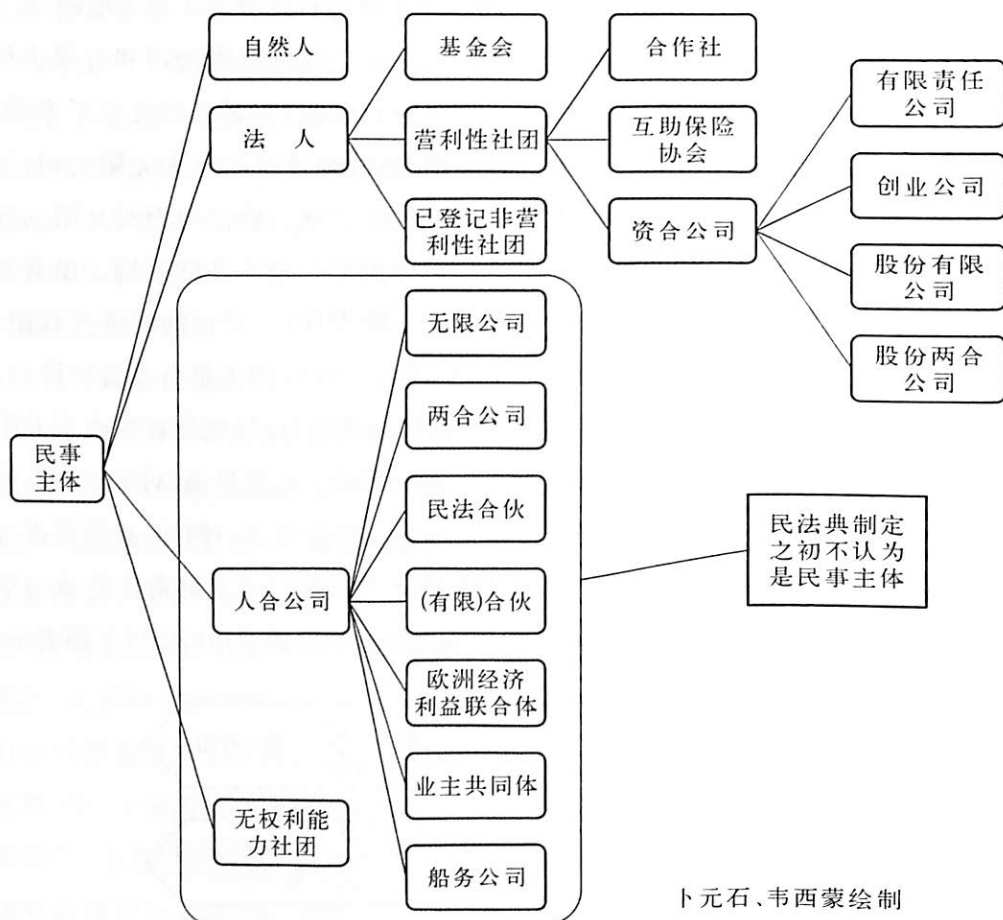 自然人
法 人
基金会
营利性社团
已登记非营
利性社团
合作社
互助保险
协会
资合公司
有限责任
公司
创业公司
股份有限
公司
股份两合
公司
民事
主体
人合公司
无权利能
力社团
无限公司
两合公司
民法合伙
(有限)合伙
欧洲经济
利益联合体
业主共同体
船务公司
民法典制定
之初不认为
是民事主体
卜元石、韦西蒙绘制